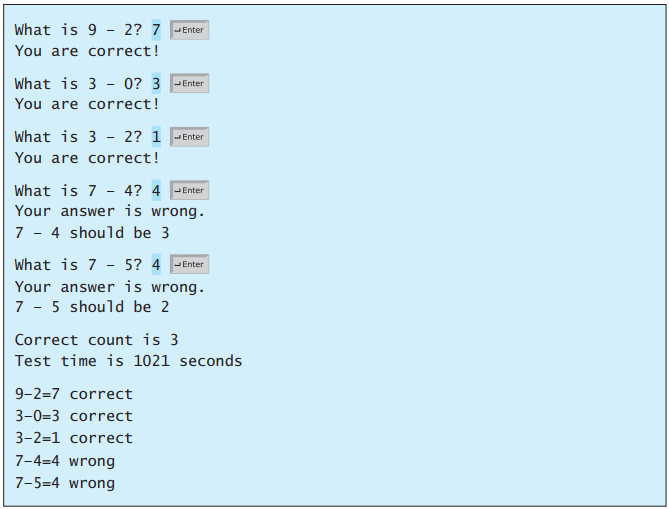 What is 9 – 2? 7 ↵Enter
You are correct!
What is 3 – 0? 3 ↵Enter
You are correct!
What is 3 – 2? 1 ↵Enter
You are correct!
What is 7 – 4? 4 ↵Enter
Your answer is wrong.
7 – 4 should be 3
What is 7 – 5? 4 ↵Enter
Your answer is wrong.
7 – 5 should be 2
Correct count is 3
Test time is 1021 seconds
9–2=7 correct
3–0=3 correct
3–2=1 correct
7–4=4 wrong
7–5=4 wrong